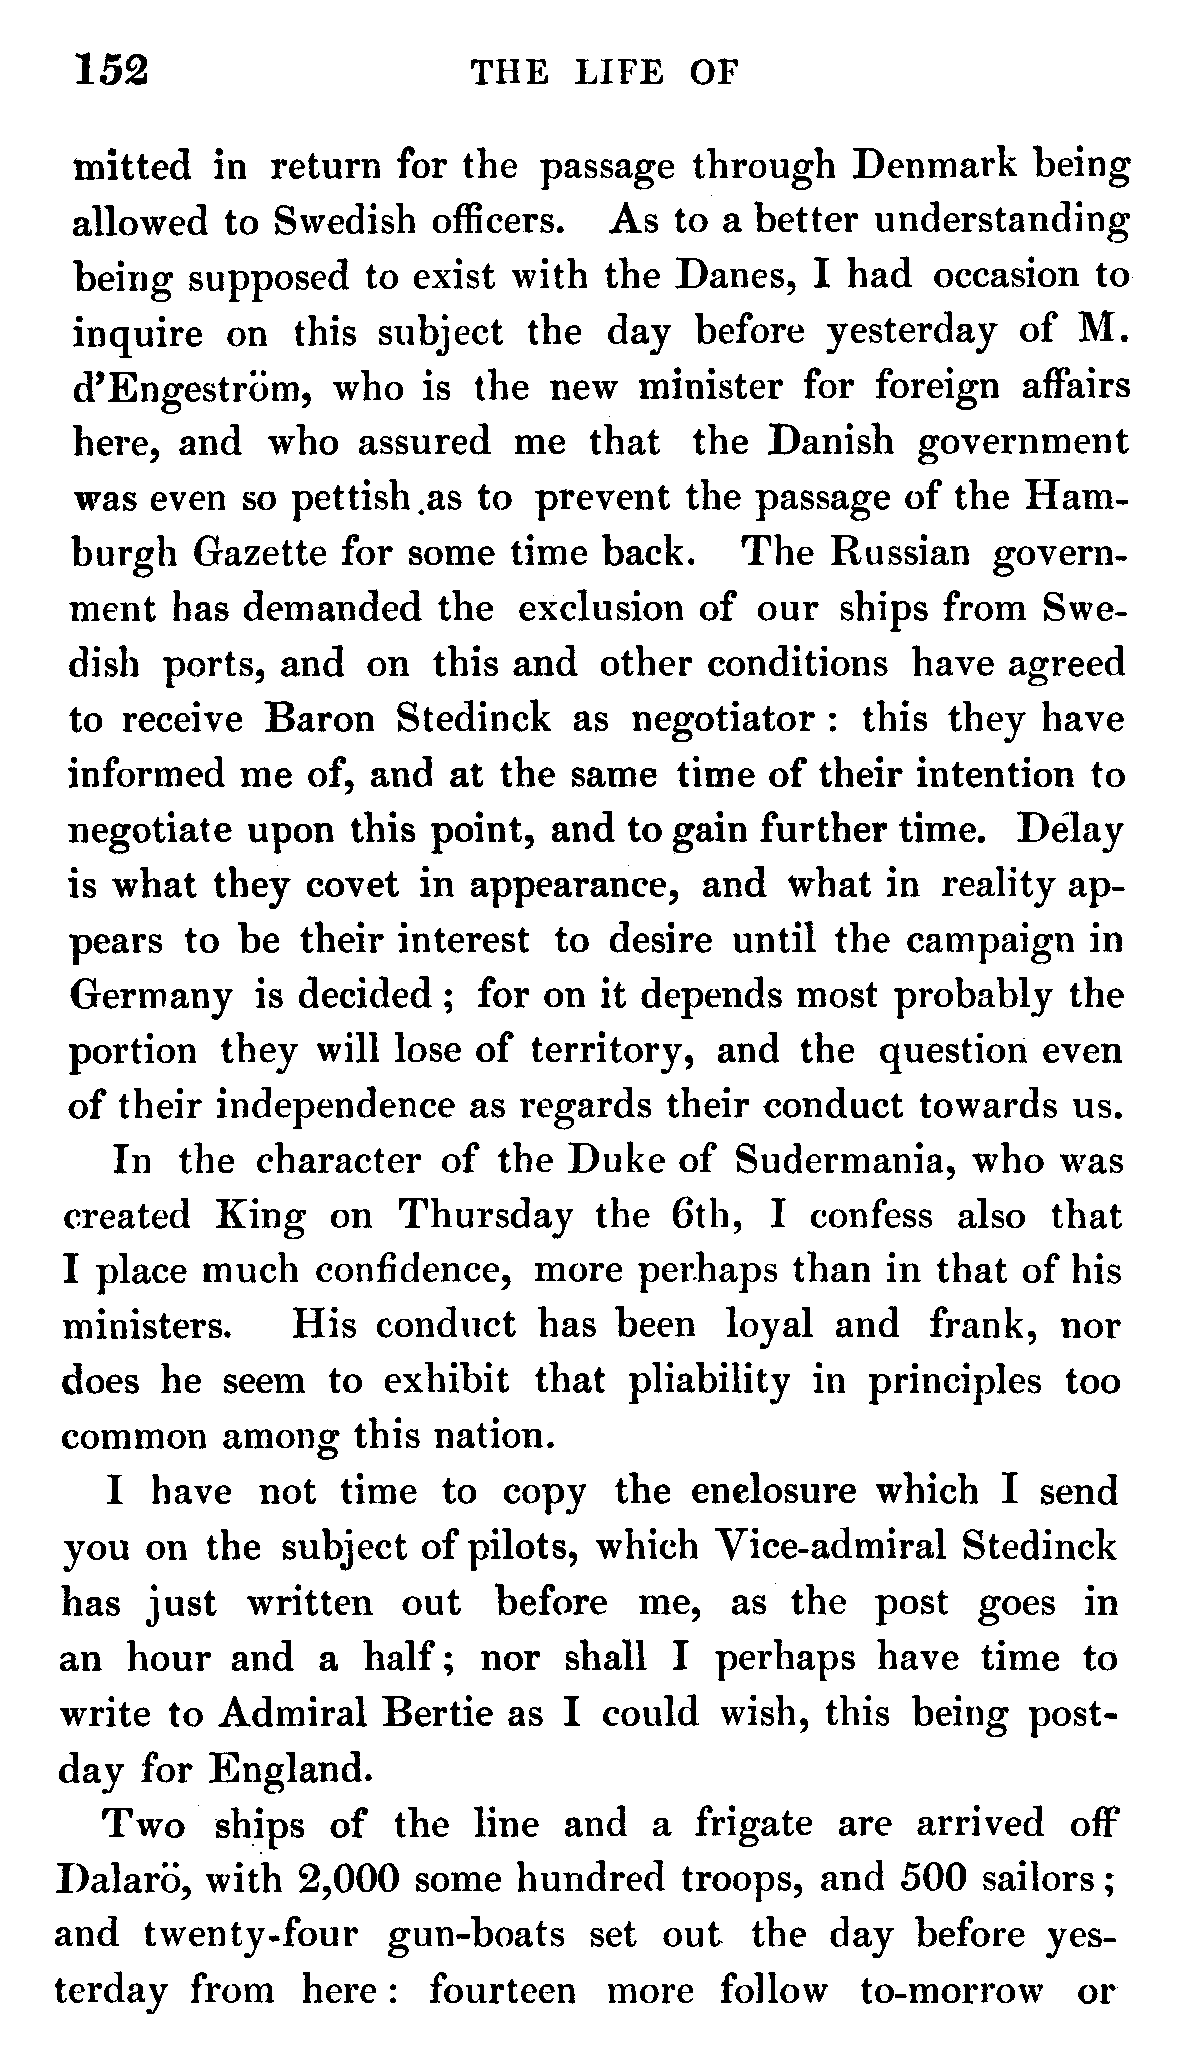 152 THE LIFE OF
mitted in return for the passage through Denmark being
allowed to Swedish officers. As to a better understanding
being supposed to exist with the Danes, I had occasion to
inquire on this subject the day before yesterday of M.
d'Engeström, who is the new minister for foreign affairs
here, and who assured me that the Danish government
was even so pettish as to prevent the passage of the Ham-
burgh Gazette for some time back. The Russian govern-
ment has demanded the exclusion of our ships from Swe-
dish ports, and on this and other conditions have agreed
to receive Baron Stedinck as negotiator : this they have
informed me of, and at the same time of their intention to
negotiate upon this point, and to gain further time. Delay
is what they covet in appearance, and what in reality ap-
pears to be their interest to desire until the campaign in
Germany is decided ; for on it depends most probably the
portion they will lose of territory, and the question even
of their independence as regards their conduct towards us.
In the character of the Duke of Sudermania, who was
created King on Thursday the 6th, I confess also that
I place much confidence, more perhaps than in that of his
ministers. His conduct has been loyal and frank, nor
does he seem to exhibit that pliability in principles too
common among this nation.
I have not time to copy the enclosure which I send
you on the subject of pilots, which Vice-admiral Stedinck
has just written out before me, as the post goes in
an hour and a half ; nor shall I perhaps have time to
write to Admiral Bertie as I could wish, this being post-
day for England.
Two ships of the line and a frigate are arrived off
Dalarö, with 2,000 some hundred troops, and 500 sailors ;
and twenty-four gun-boats set out the day before yes-
terday from here : fourteen more follow to-morrow or